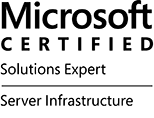 Microsoft
CERTIFIED
Solutions Expert
Server Infrastructure